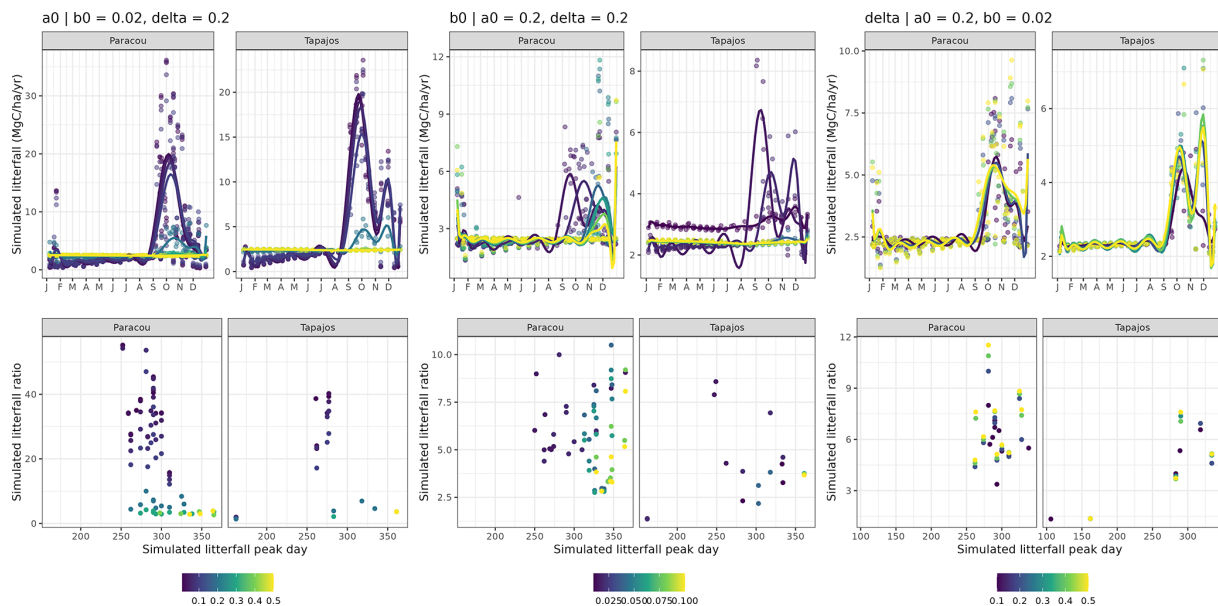 a0 | b0 = 0.02, delta = 0.2
b0 | a0 = 0.2, delta = 0.2
delta | a0 = 0.2, b0 = 0.02
Paracou Tapajos Paracou Tapajos Paracou Tapajos
Simulated litterfall (MgC/ha/yr)
0 10 20 30
0 5 10 15 20
J F M A M J J A S O N D
J F M A M J J A S O N D
Simulated litterfall (MgC/ha/yr)
3 6 9
2 4 6 8
J F M A M J J A S O N D
J F M A M J J A S O N D
Simulated litterfall (MgC/ha/yr)
2.5 5.0 7.5 10.0
2 4 6
J F M A M J J A S O N D
J F M A M J J A S O N D
Paracou Tapajos Paracou Tapajos Paracou Tapajos
Simulated litterfall ratio
0 20 40
200 250 300 350
200 250 300 350
Simulated litterfall peak day
Simulated litterfall ratio
2.5 5.0 7.5 10.0
200 250 300 350
200 250 300 350
Simulated litterfall peak day
Simulated litterfall ratio
3 6 9 12
100 150 200 250 300
100 150 200 250 300
Simulated litterfall peak day
0.1 0.2 0.3 0.4 0.5
0.025 0.050 0.075 0.100
0.1 0.2 0.3 0.4 0.5